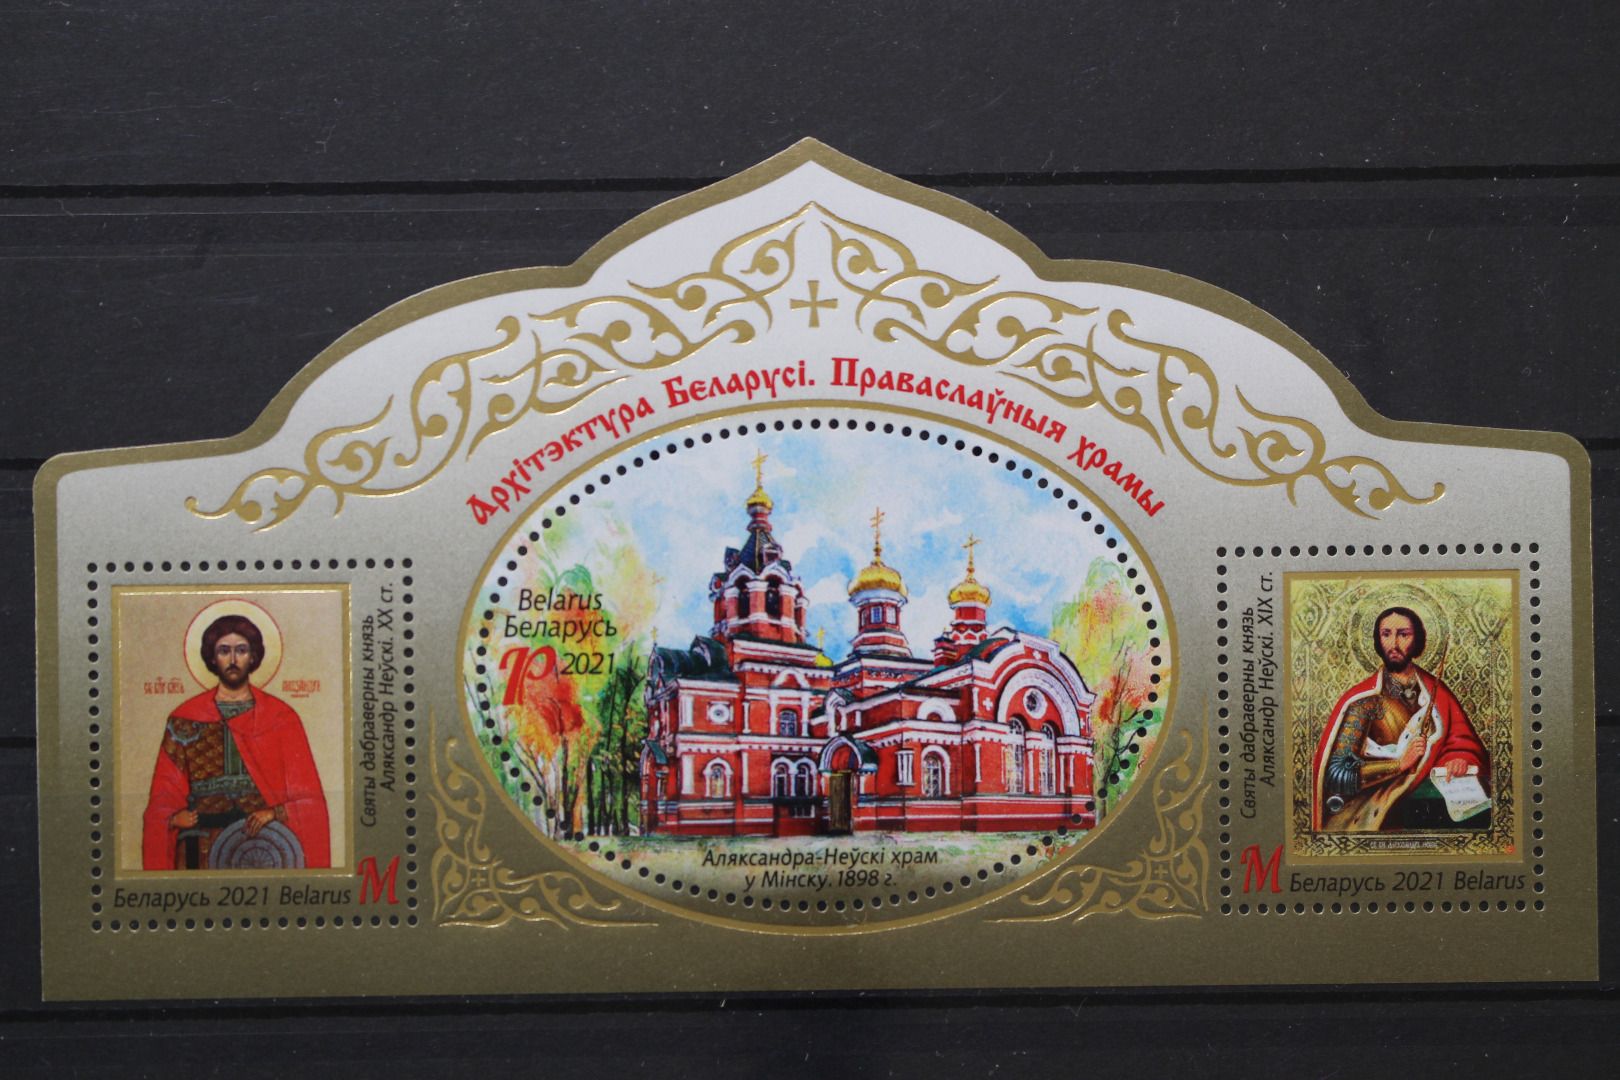 Архітэктура Беларусі. Праваслаўныя храмы
Святы дабраверны князь
Аляксандр Неўскі. XX ст.
М
Беларусь 2021 Belarus
Belarus
Беларусь
Р 2021
Аляксандра-Неўскі храм
у Мінску. 1898 г.
Святы дабраверны князь
Аляксандр Неўскі. XIX ст.
М
Беларусь 2021 Belarus